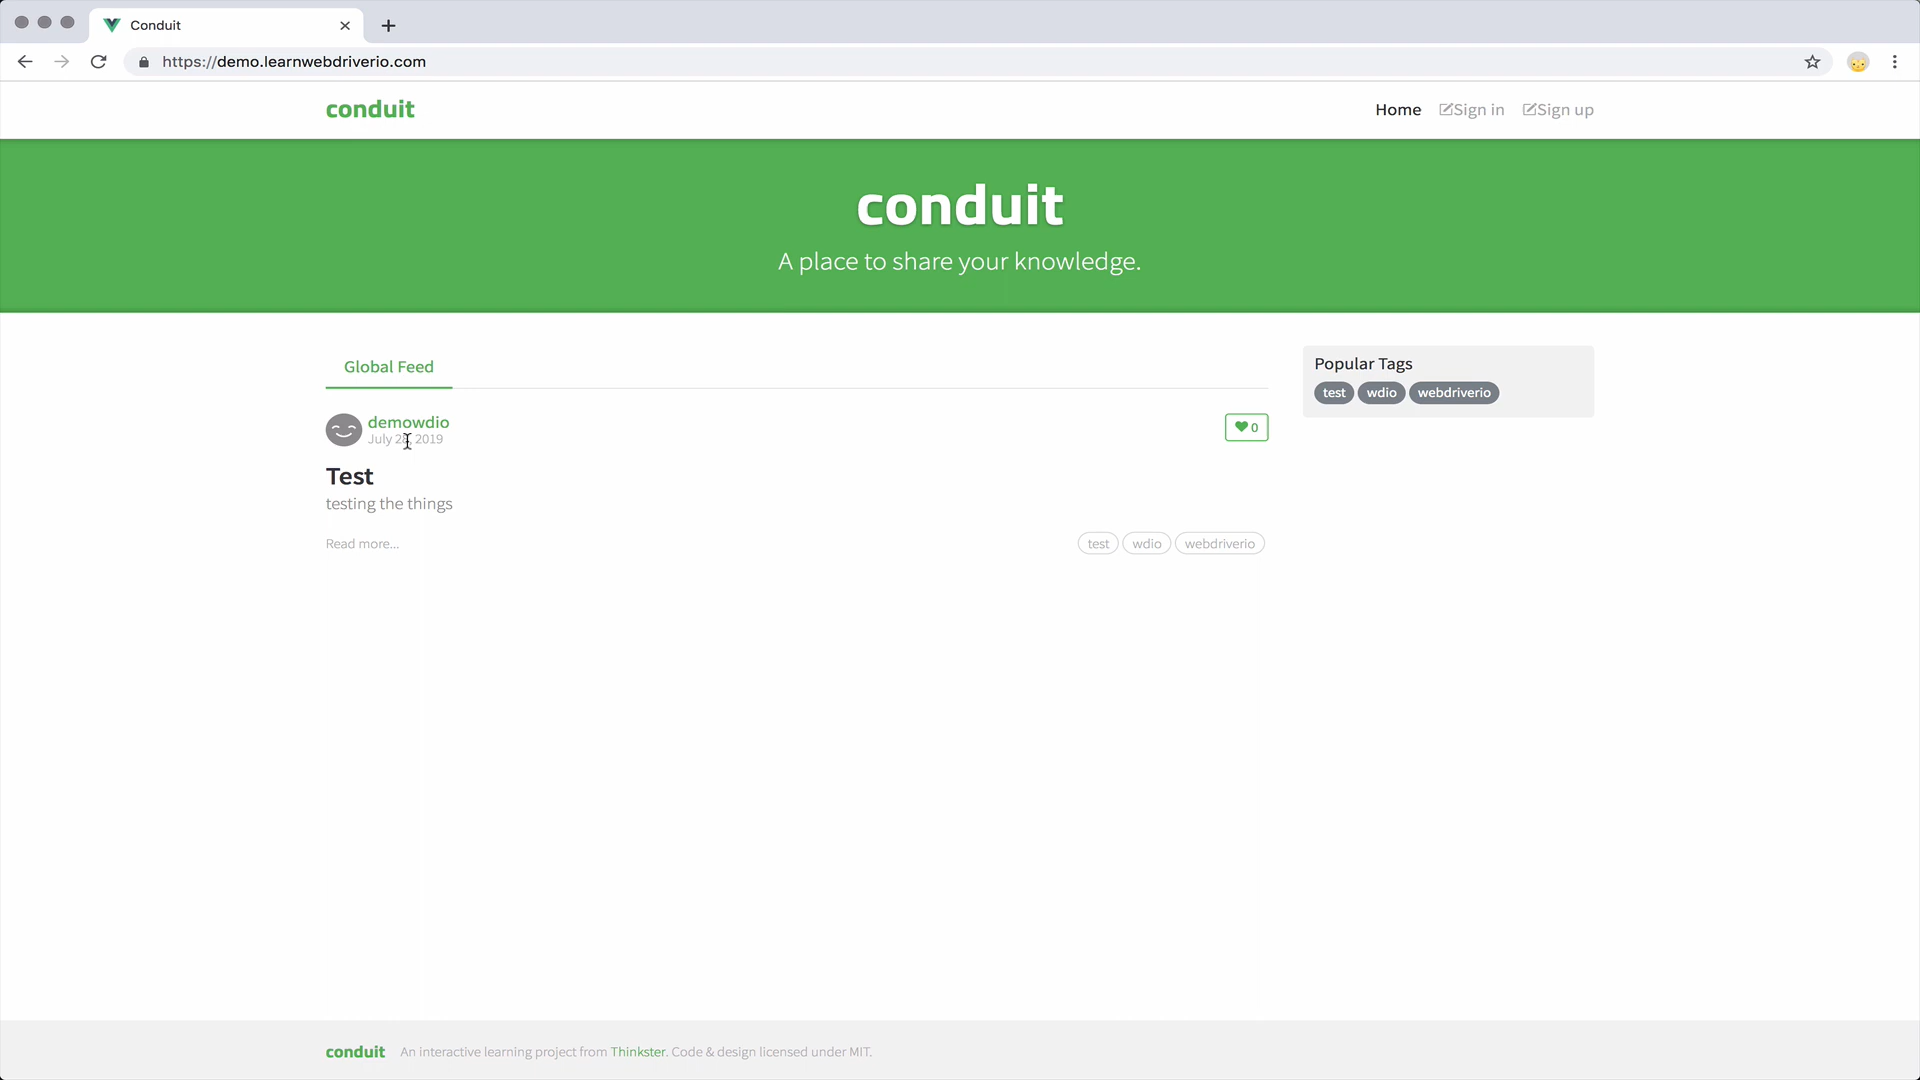 Conduit
https://demo.learnwebdriverio.com
conduit
Home Sign in Sign up
conduit
A place to share your knowledge.
Global Feed
Popular Tags
test wdio webdriverio
demowdio
0
July 2019
Test
testing the things
Read more...
test wdio webdriverio
conduit An interactive learning project from Thinkster. Code & design licensed under MIT.